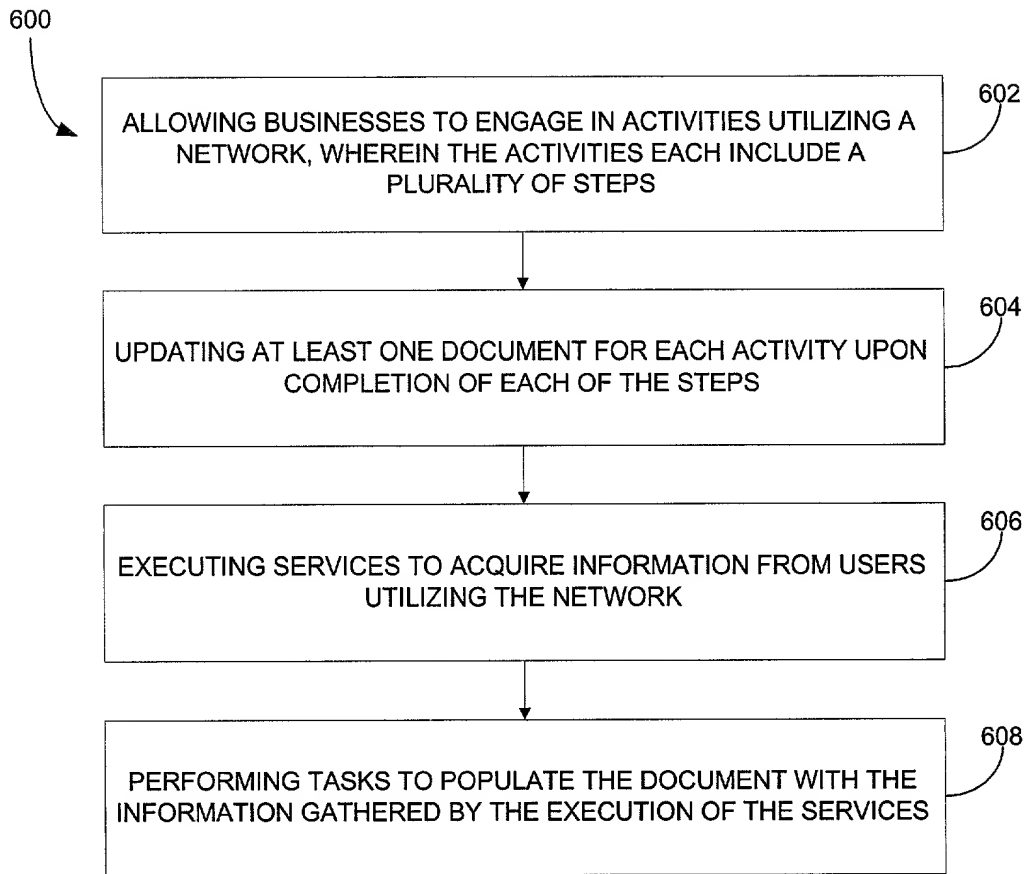 600
602
ALLOWING BUSINESSES TO ENGAGE IN ACTIVITIES UTILIZING A
NETWORK, WHEREIN THE ACTIVITIES EACH INCLUDE A
PLURALITY OF STEPS
604
UPDATING AT LEAST ONE DOCUMENT FOR EACH ACTIVITY UPON
COMPLETION OF EACH OF THE STEPS
606
EXECUTING SERVICES TO ACQUIRE INFORMATION FROM USERS
UTILIZING THE NETWORK
608
PERFORMING TASKS TO POPULATE THE DOCUMENT WITH THE
INFORMATION GATHERED BY THE EXECUTION OF THE SERVICES